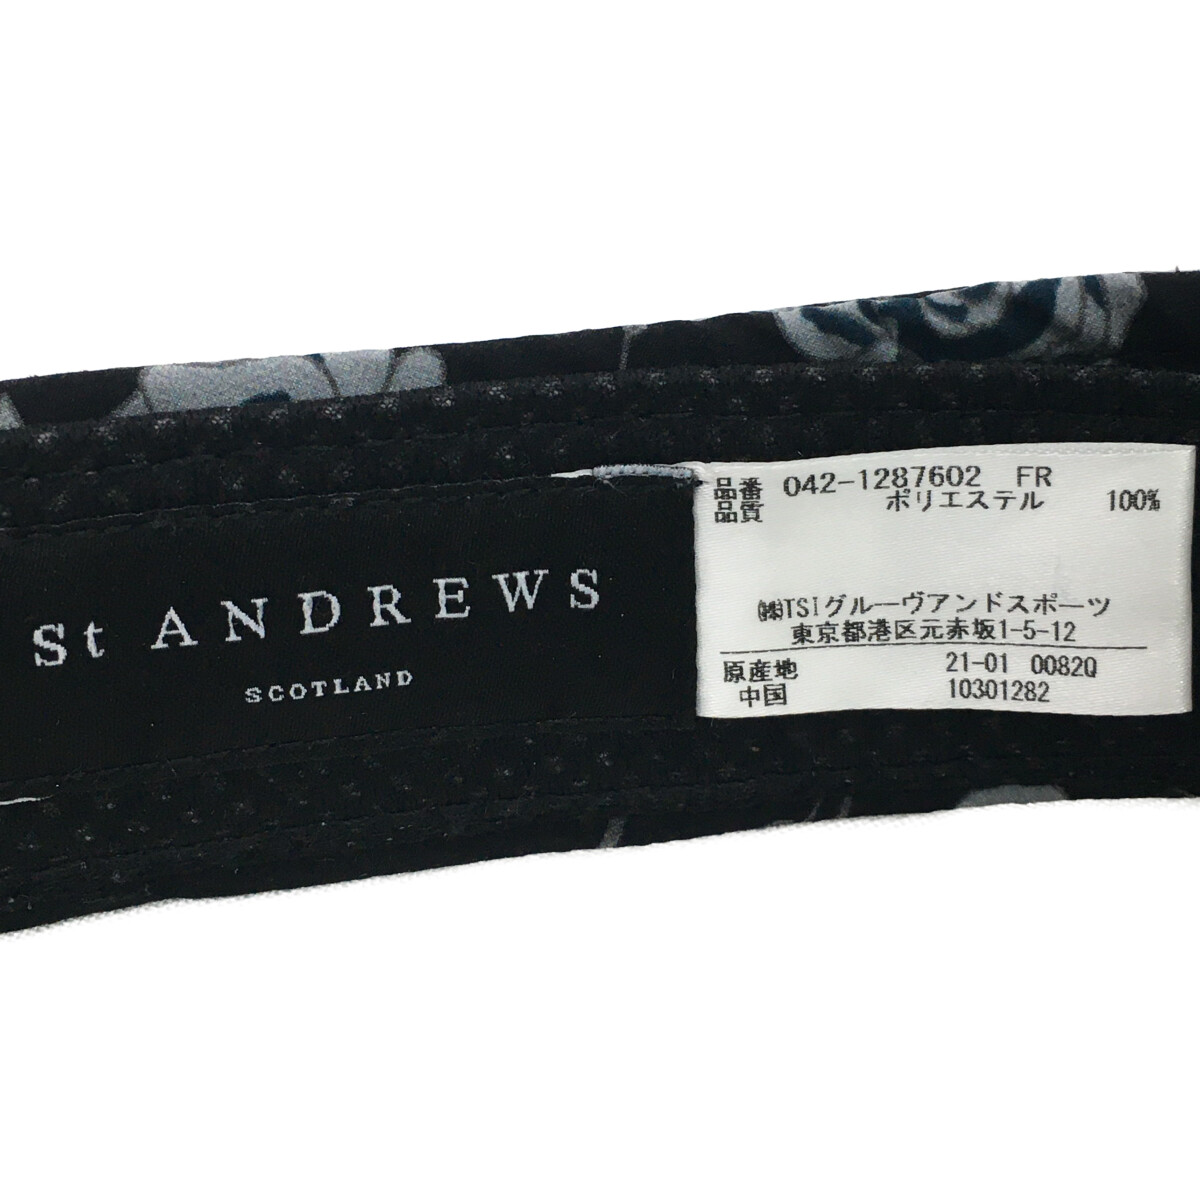 St ANDREWS
SCOTLAND
品番 042-1287602 FR
品質 ポリエステル 100%
㈱TSIグルーヴアンドスポーツ
東京都港区元赤坂1-5-12
原産地 21-01 0082Q
中国 10301282